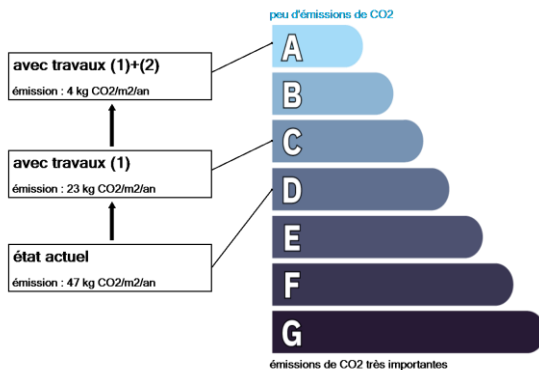 peu d'émissions de CO2
avec travaux (1)+(2)
émission : 4 kg CO2/m2/an
avec travaux (1)
émission : 23 kg CO2/m2/an
état actuel
émission : 47 kg CO2/m2/an
A
B
C
D
E
F
G
émissions de CO2 très importantes